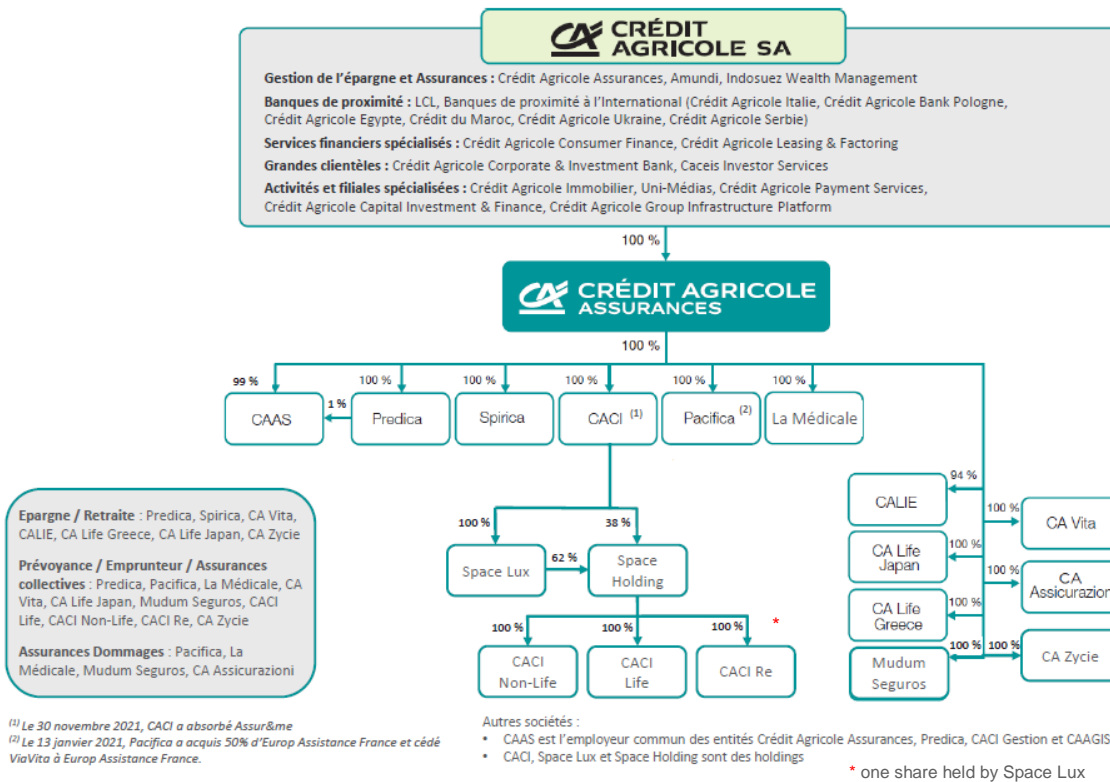 CRÉDIT
AGRICOLE SA
Gestion de l'épargne et Assurances : Crédit Agricole Assurances, Amundi, Indosuez Wealth Management
Banques de proximité : LCL, Banques de proximité à l'International (Crédit Agricole Italie, Crédit Agricole Bank Pologne,
Crédit Agricole Egypte, Crédit du Maroc, Crédit Agricole Ukraine, Crédit Agricole Serbie)
Services financiers spécialisés : Crédit Agricole Consumer Finance, Crédit Agricole Leasing & Factoring
Grandes clientèles : Crédit Agricole Corporate & Investment Bank, Caceis Investor Services
Activités et filiales spécialisées : Crédit Agricole Immobilier, Uni-Médias, Crédit Agricole Payment Services,
Crédit Agricole Capital Investment & Finance, Crédit Agricole Group Infrastructure Platform
100 %
CRÉDIT AGRICOLE
ASSURANCES
100 %
99 %
100 %
100 %
100 %
100 %
100 %
1 %
CAAS
Predica
Spirica
CACI (1)
Pacifica (2)
La Médicale
94 %
CALIE
100 %
CA Vita
100 %
CA Life
Japan
100 %
CA
Assicurazion
100 %
CA Life
Greece
100 %
100 %
Mudum
Seguros
CA Zycie
100 %
38 %
Space Lux
62 %
Space
Holding
100 %
100 %
100 %
*
CACI
Non-Life
CACI
Life
CACI Re
Epargne / Retraite : Predica, Spirica, CA Vita,
CALIE, CA Life Greece, CA Life Japan, CA Zycie
Prévoyance / Emprunteur / Assurances
collectives : Predica, Pacifica, La Médicale, CA
Vita, CA Life Japan, Mudum Seguros, CACI
Life, CACI Non-Life, CACI Re, CA Zycie
Assurances Dommages : Pacifica, La
Médicale, Mudum Seguros, CA Assicurazioni
(1) Le 30 novembre 2021, CACI a absorbé Assur&me
(2) Le 13 janvier 2021, Pacifica a acquis 50% d'Europ Assistance France et cédé
ViaVita à Europ Assistance France.
Autres sociétés :
• CAAS est l'employeur commun des entités Crédit Agricole Assurances, Predica, CACI Gestion et CAAGIS
• CACI, Space Lux et Space Holding sont des holdings
* one share held by Space Lux